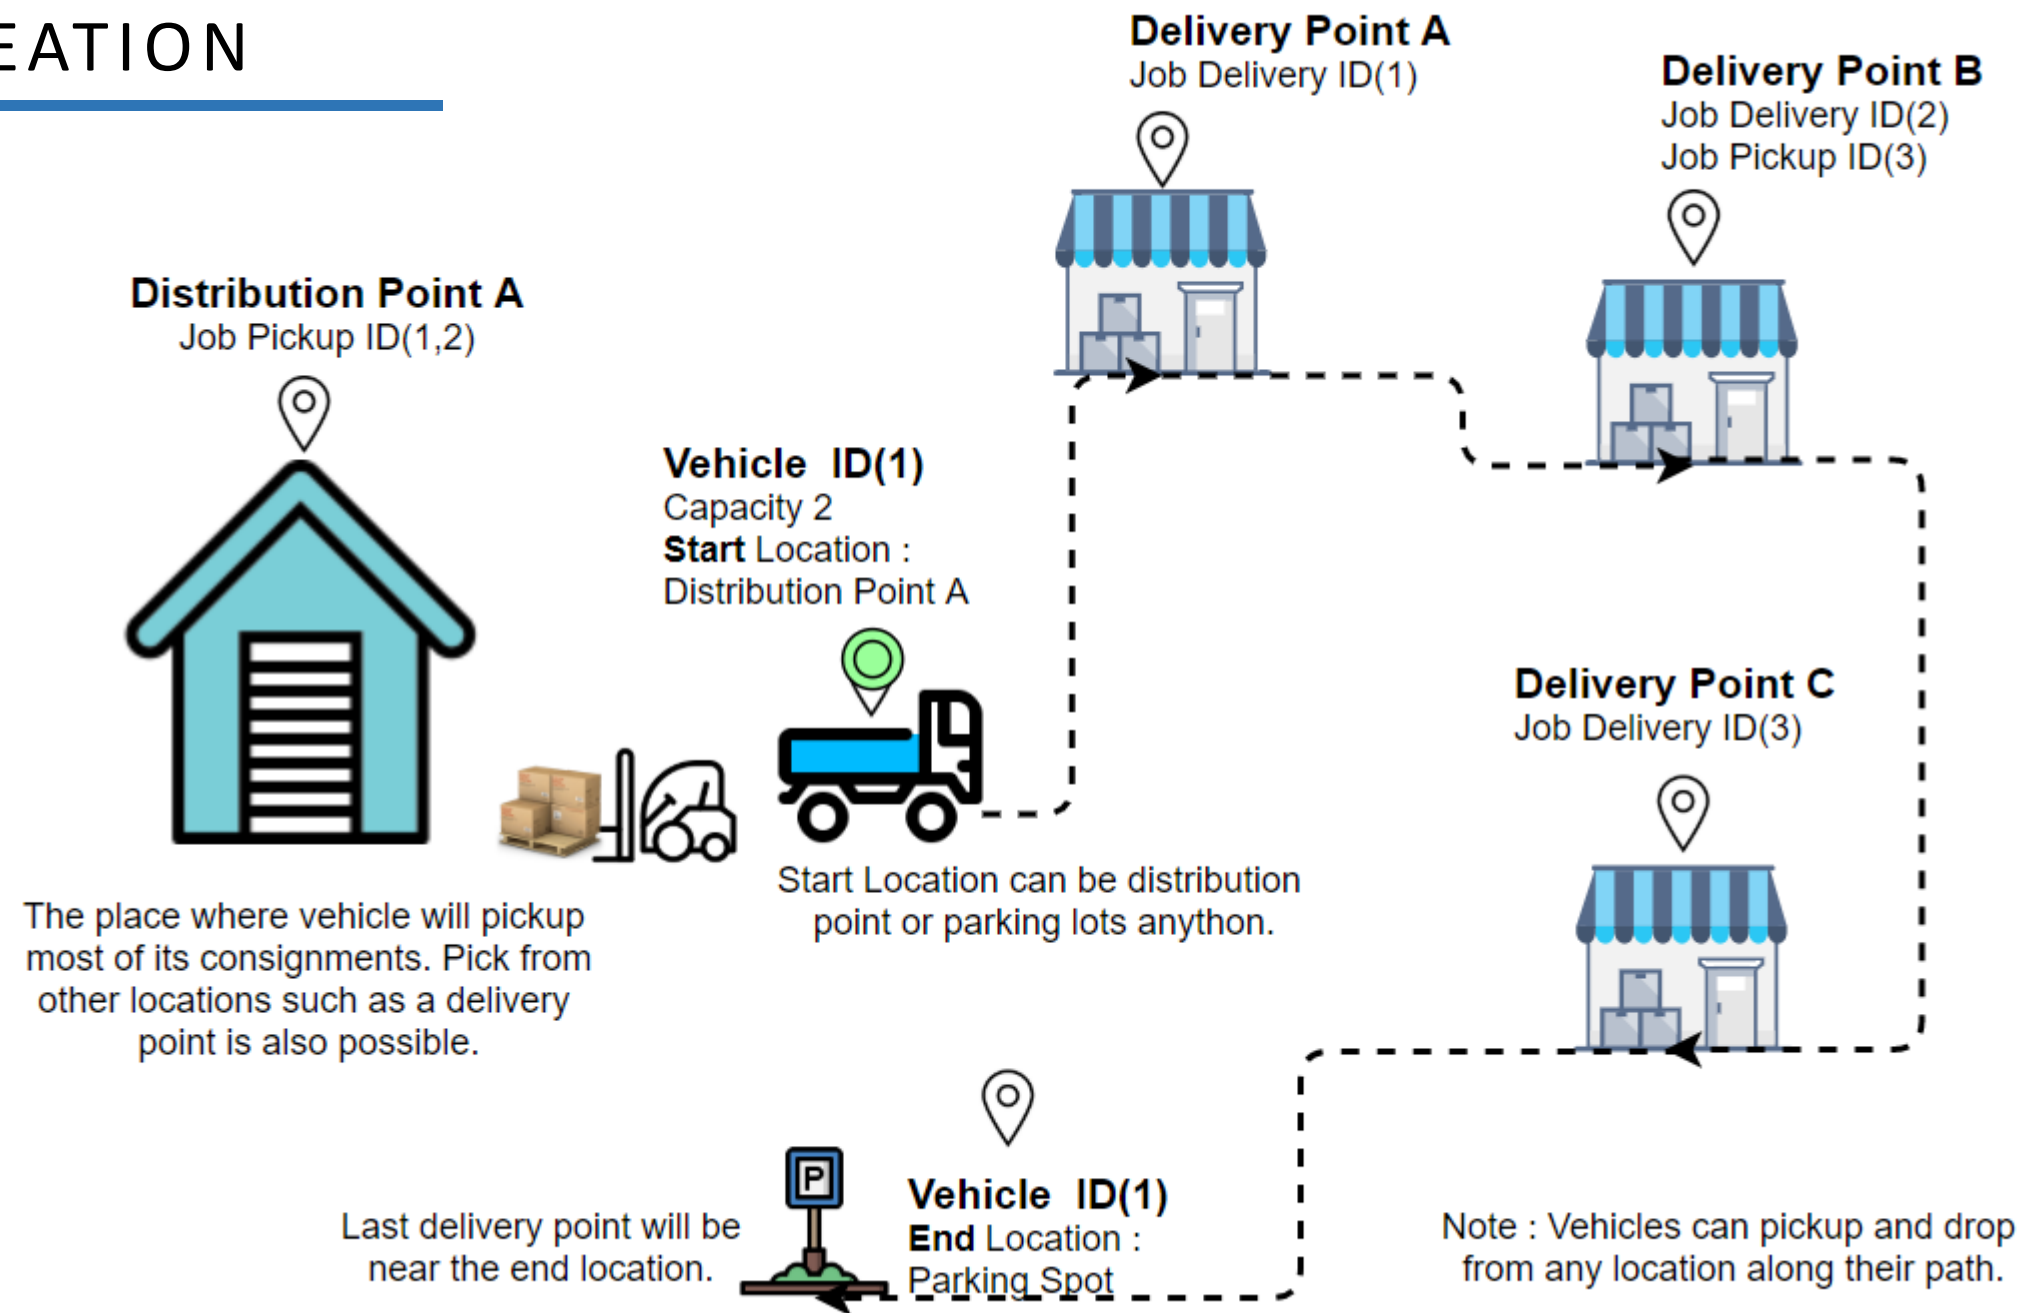 EATION
Delivery Point A
Job Delivery ID(1)
Delivery Point B
Job Delivery ID(2)
Job Pickup ID(3)
Distribution Point A
Job Pickup ID(1,2)
Vehicle ID(1)
Capacity 2
Start Location :
Distribution Point A
Delivery Point C
Job Delivery ID(3)
Start Location can be distribution
point or parking lots anython.
The place where vehicle will pickup
most of its consignments. Pick from
other locations such as a delivery
point is also possible.
P
Vehicle ID(1)
End Location :
Parking Spot
Last delivery point will be
near the end location.
Note : Vehicles can pickup and drop
from any location along their path.